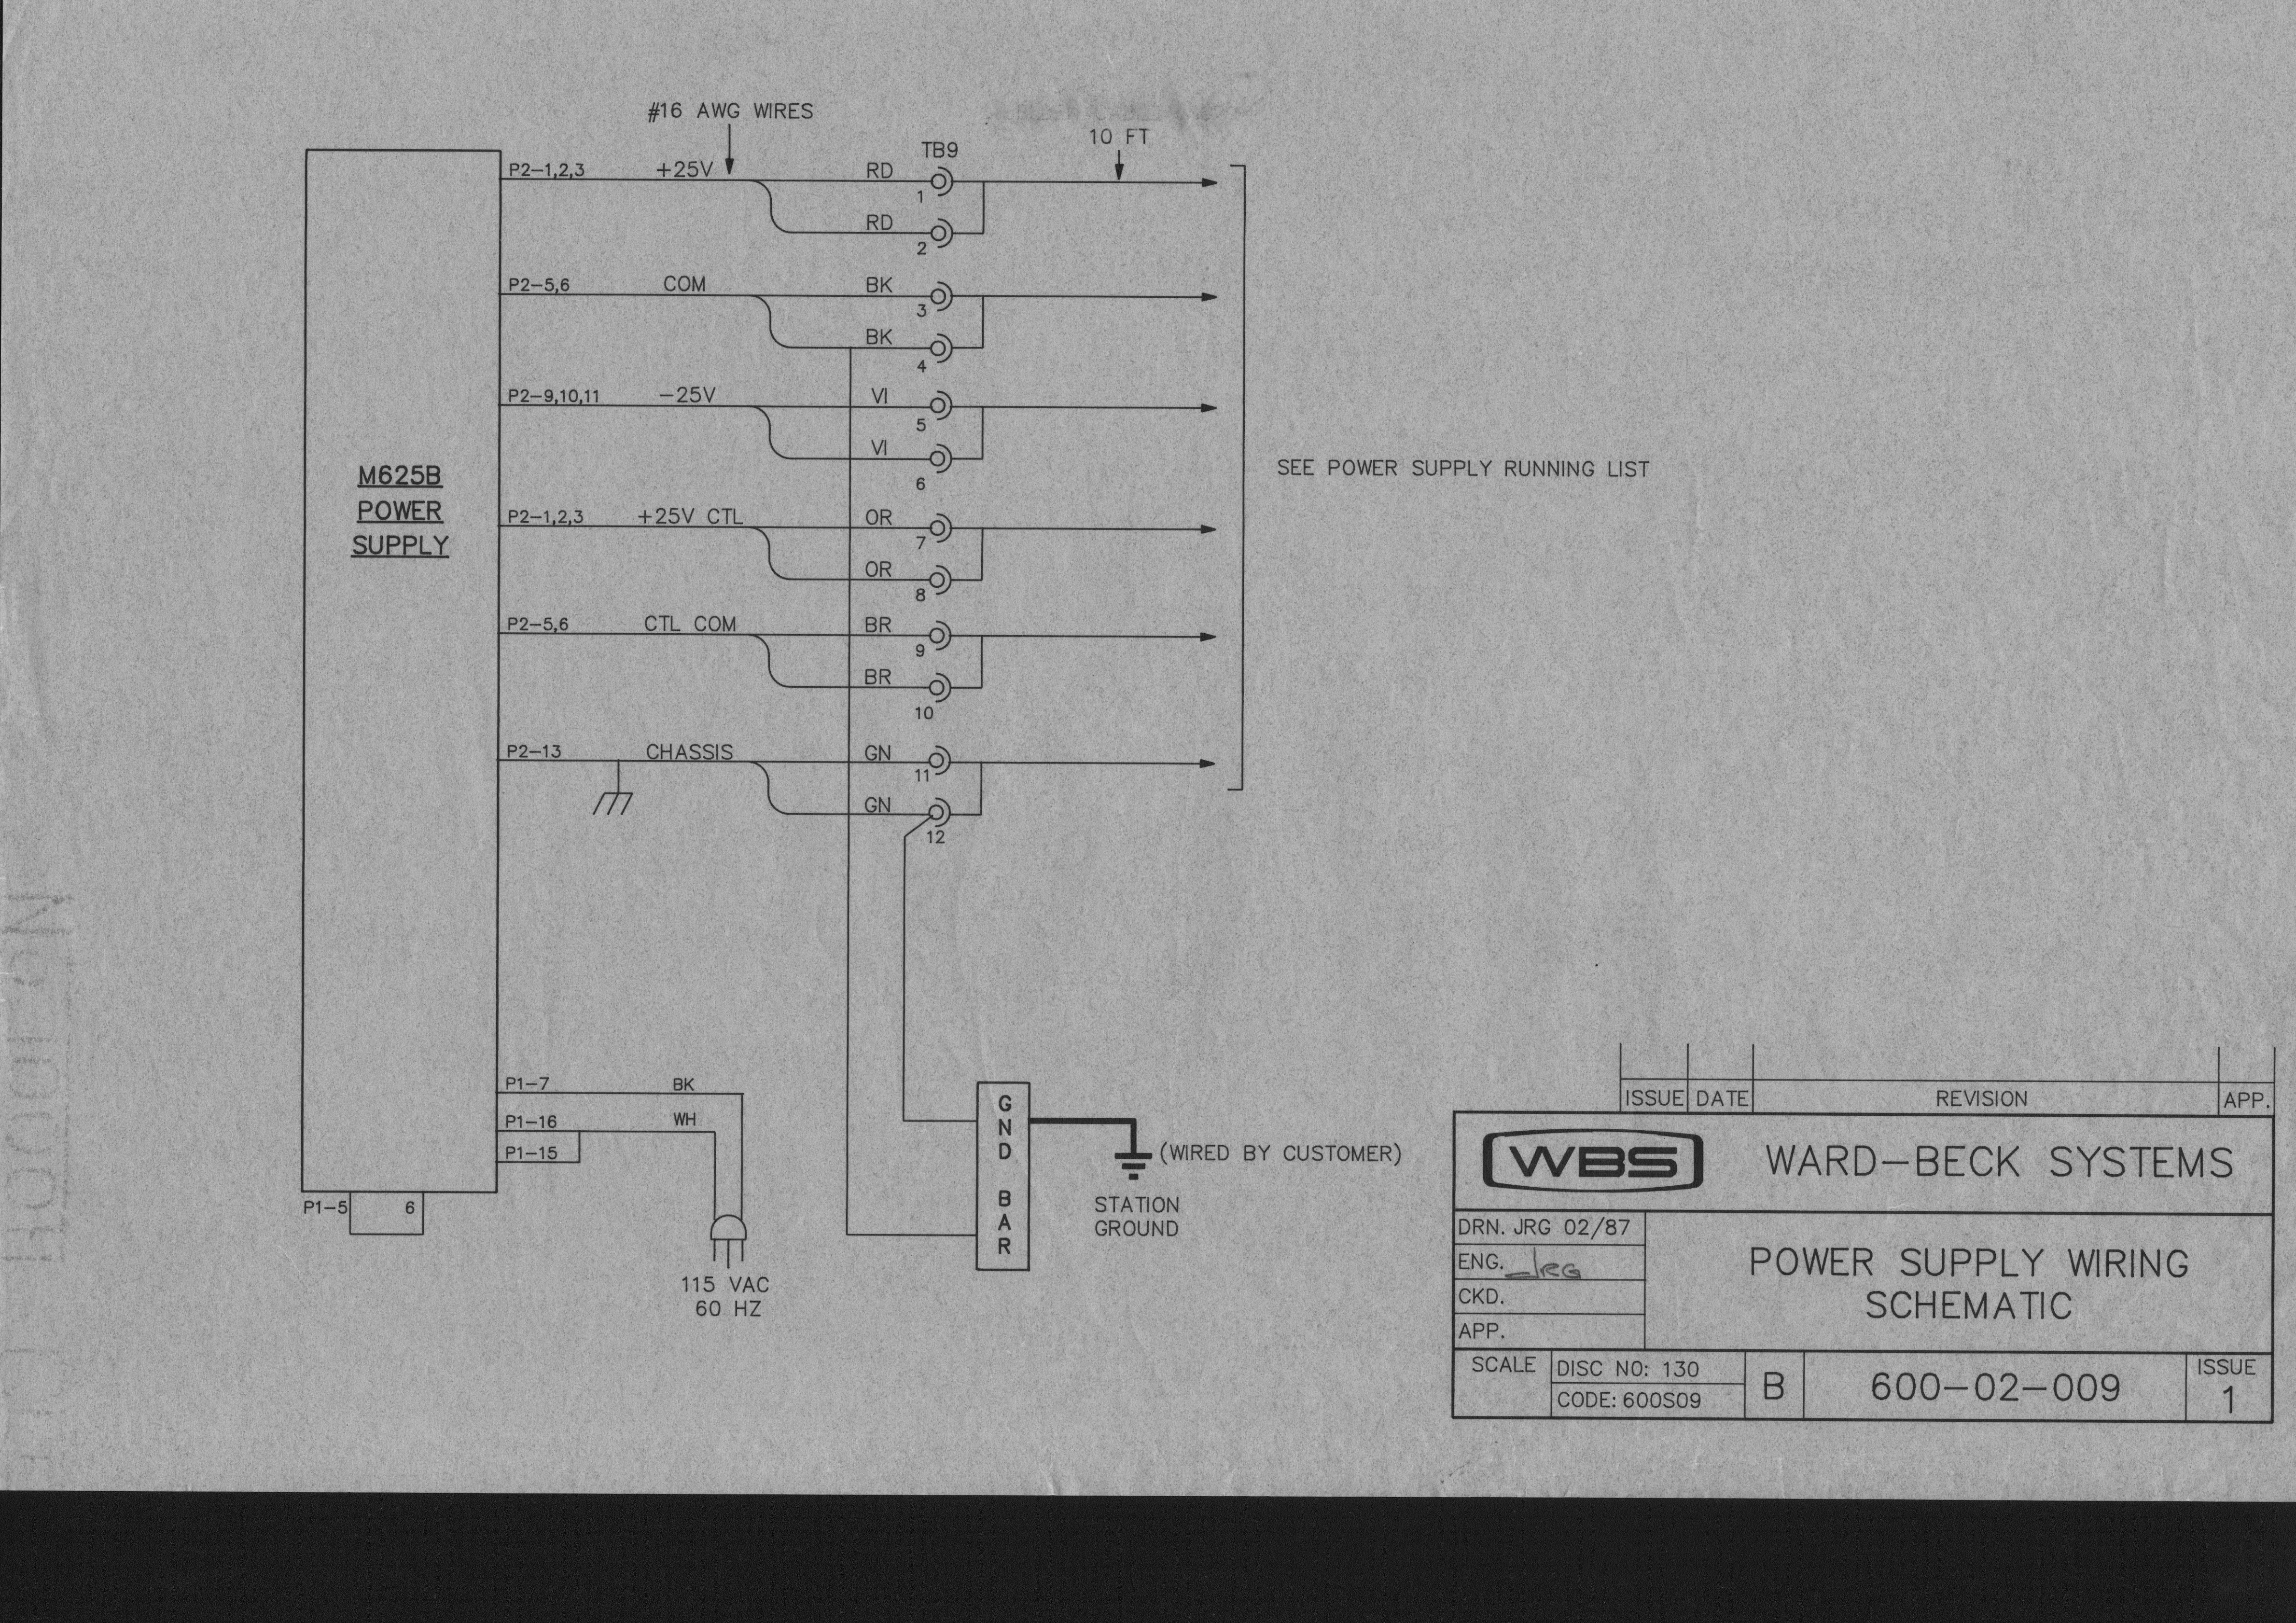 #16 AWG WIRES
10 FT
TB9
P2-1,2,3 +25V RD
1
RD
2
P2-5,6 COM BK
3
BK
4
P2-9,10,11 -25V VI
5
VI
6
SEE POWER SUPPLY RUNNING LIST
M625B
POWER
SUPPLY
P2-1,2,3 +25V CTL OR
7
OR
8
P2-5,6 CTL COM BR
9
BR
10
P2-13 CHASSIS GN
11
GN
12
P1-7 BK
P1-16 WH
P1-15
P1-5 6
115 VAC
60 HZ
GND BAR
(WIRED BY CUSTOMER)
STATION
GROUND
ISSUE DATE REVISION APP.
WBS WARD-BECK SYSTEMS
DRN. JRG 02/87
ENG. JRG
CKD.
APP.
POWER SUPPLY WIRING
SCHEMATIC
SCALE
DISC NO: 130
CODE: 600S09
B
600-02-009
ISSUE
1